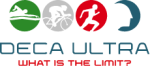 DECA ULTRA
WHAT IS THE LIMIT?